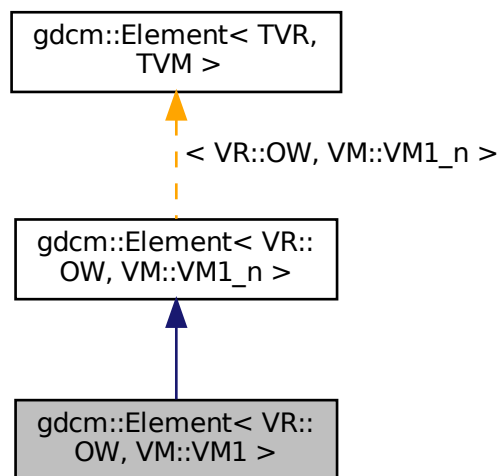 gdcm::Element< TVR,
TVM >
< VR::OW, VM::VM1_n >
gdcm::Element< VR::
OW, VM::VM1_n >
gdcm::Element< VR::
OW, VM::VM1 >